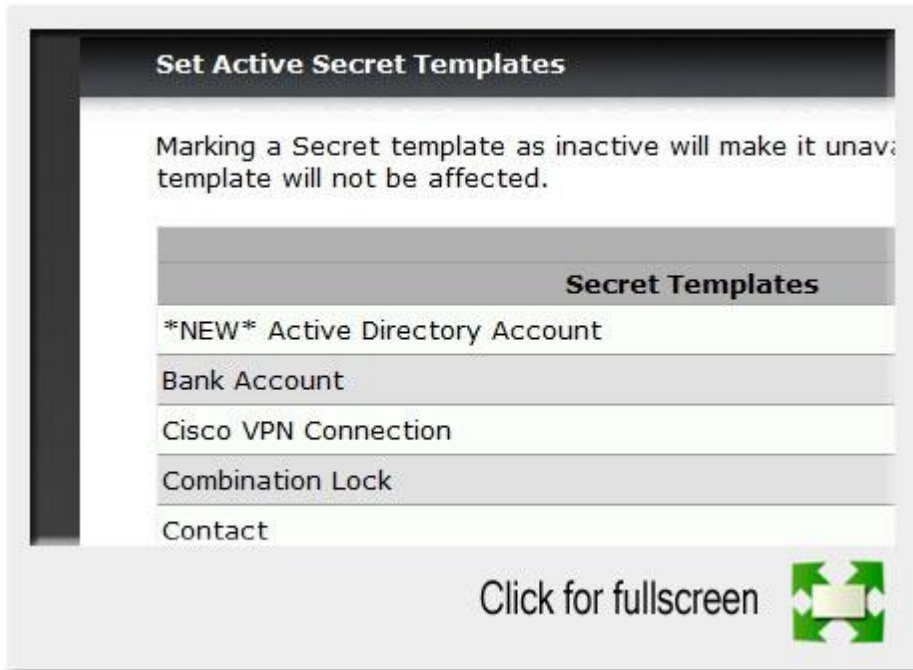 Set Active Secret Templates
Marking a Secret template as inactive will make it
template will not be affected.
Secret Templates
*NEW* Active Directory Account
Bank Account
Cisco VPN Connection
Combination Lock
Contact
Click for fullscreen